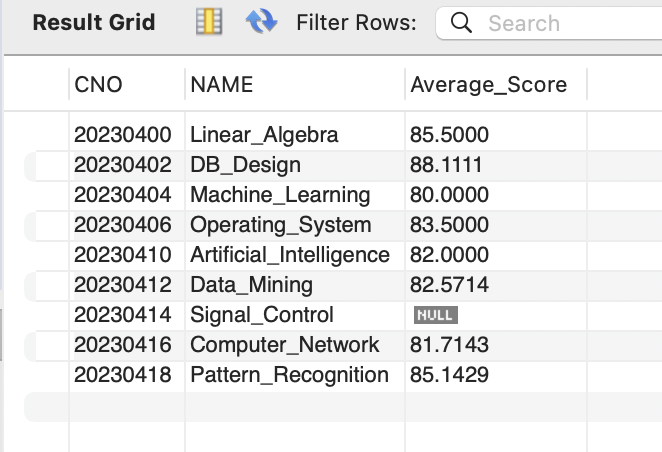 Result Grid Filter Rows: Search
CNO NAME Average_Score
20230400 Linear_Algebra 85.5000
20230402 DB_Design 88.1111
20230404 Machine_Learning 80.0000
20230406 Operating_System 83.5000
20230410 Artificial_Intelligence 82.0000
20230412 Data_Mining 82.5714
20230414 Signal_Control NULL
20230416 Computer_Network 81.7143
20230418 Pattern_Recognition 85.1429